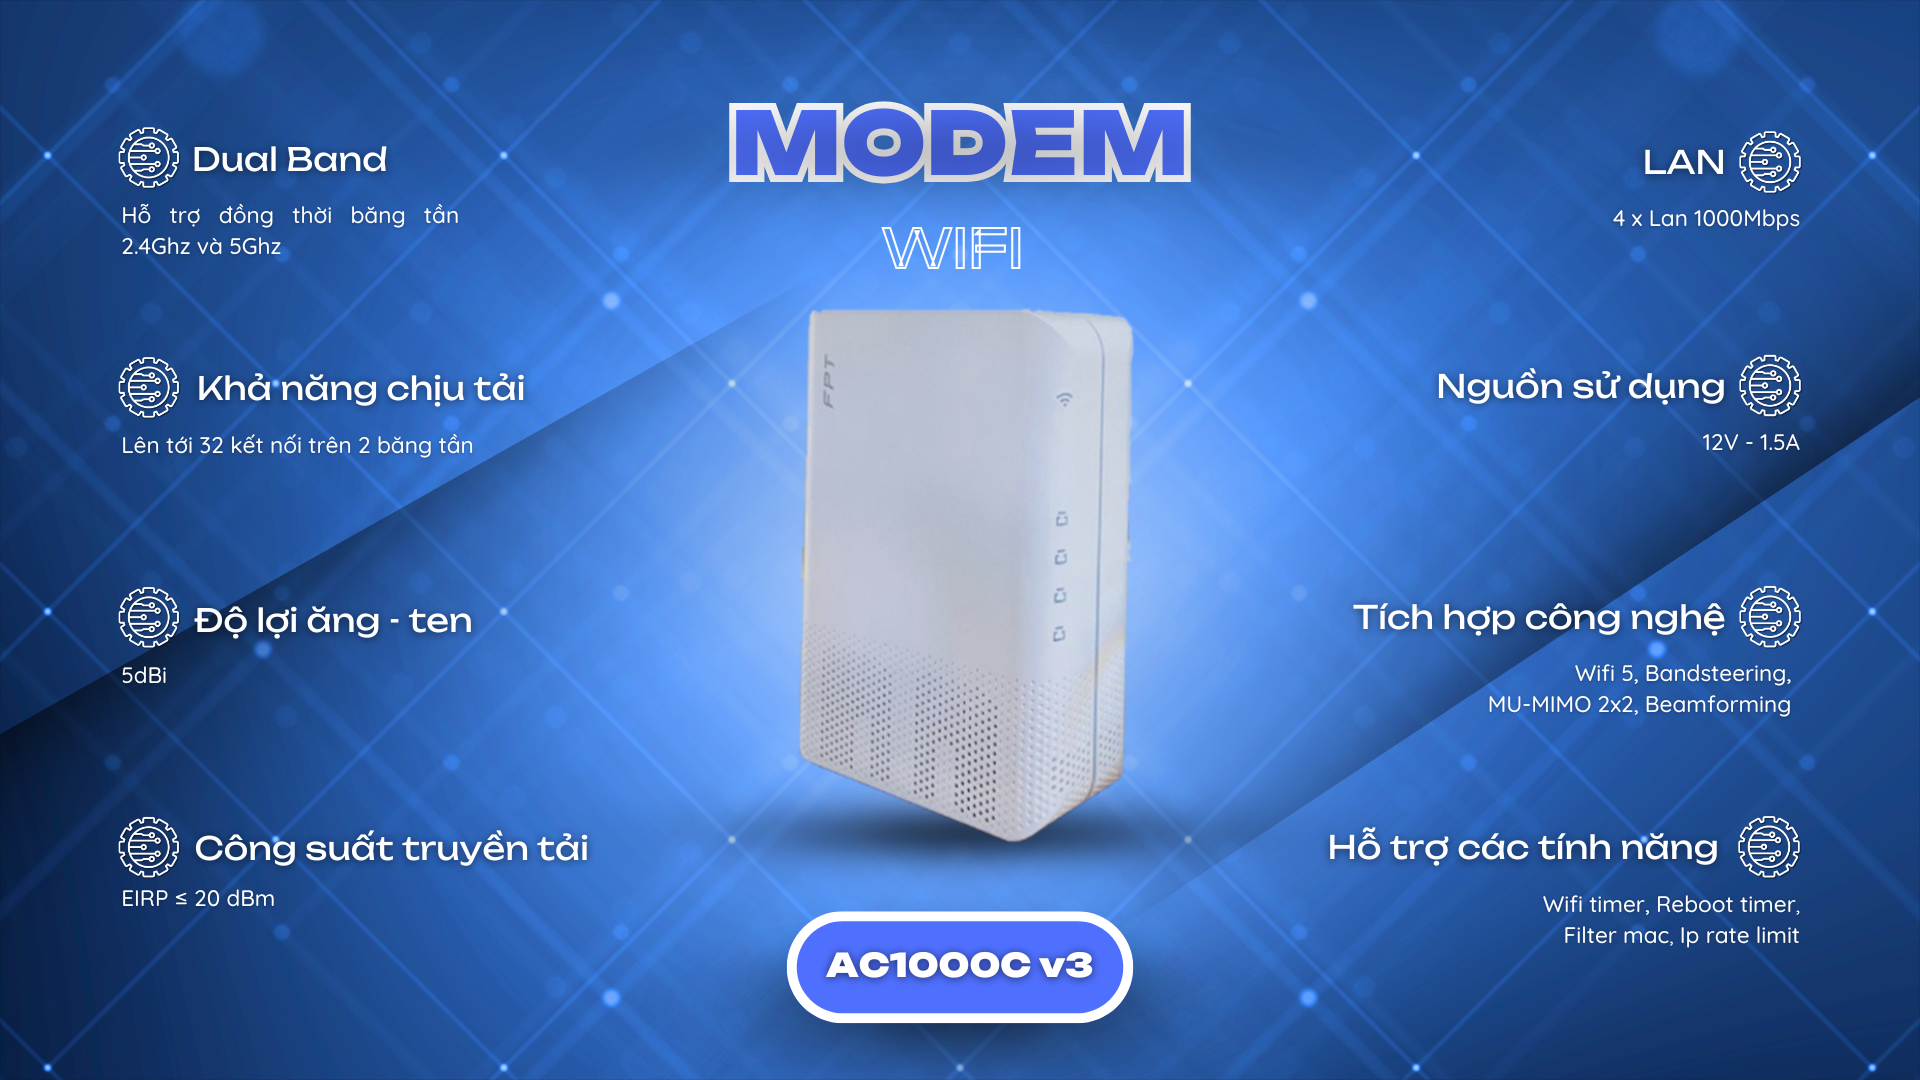 MODEM
WIFI
Dual Band
Hỗ trợ đồng thời băng tần
2.4Ghz và 5Ghz
Khả năng chịu tải
Lên tới 32 kết nối trên 2 băng tần
Độ lợi ăng - ten
5dBi
Công suất truyền tải
EIRP ≤ 20 dBm
FPT
AC1000C v3
LAN
4 x Lan 1000Mbps
Nguồn sử dụng
12V - 1.5A
Tích hợp công nghệ
Wifi 5, Bandsteering,
MU-MIMO 2x2, Beamforming
Hỗ trợ các tính năng
Wifi timer, Reboot timer,
Filter mac, Ip rate limit